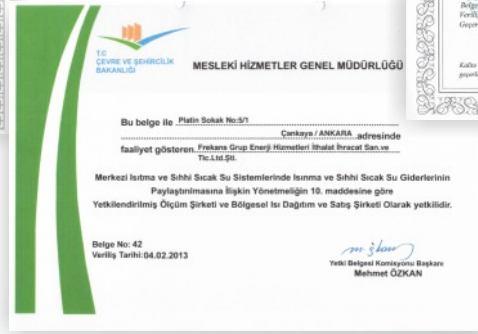 T.C
ÇEVRE VE ŞEHİRCİLİK
BAKANLIĞI
MESLEKİ HİZMETLER GENEL MÜDÜRLÜĞÜ
Bu belge ile Platin Sokak No:5/1
Çankaya / ANKARA adresinde
faaliyet gösteren. Frekans Grup Enerji Hizmetleri İthalat İhracat San.ve
Tic.Ltd.Şti.
Merkezi Isıtma ve Sıhhi Sıcak Su Sistemlerinde Isınma ve Sıhhi Sıcak Su Giderlerinin
Paylaştırılmasına İlişkin Yönetmeliğin 10. maddesine göre
Yetkilendirilmiş Ölçüm Şirketi ve Bölgesel Isı Dağıtım ve Satış Şirketi Olarak yetkilidir.
Belge No: 42
Veriliş Tarihi:04.02.2013
Yetki Belgesi Komisyonu Başkanı
Mehmet ÖZKAN
Kalite